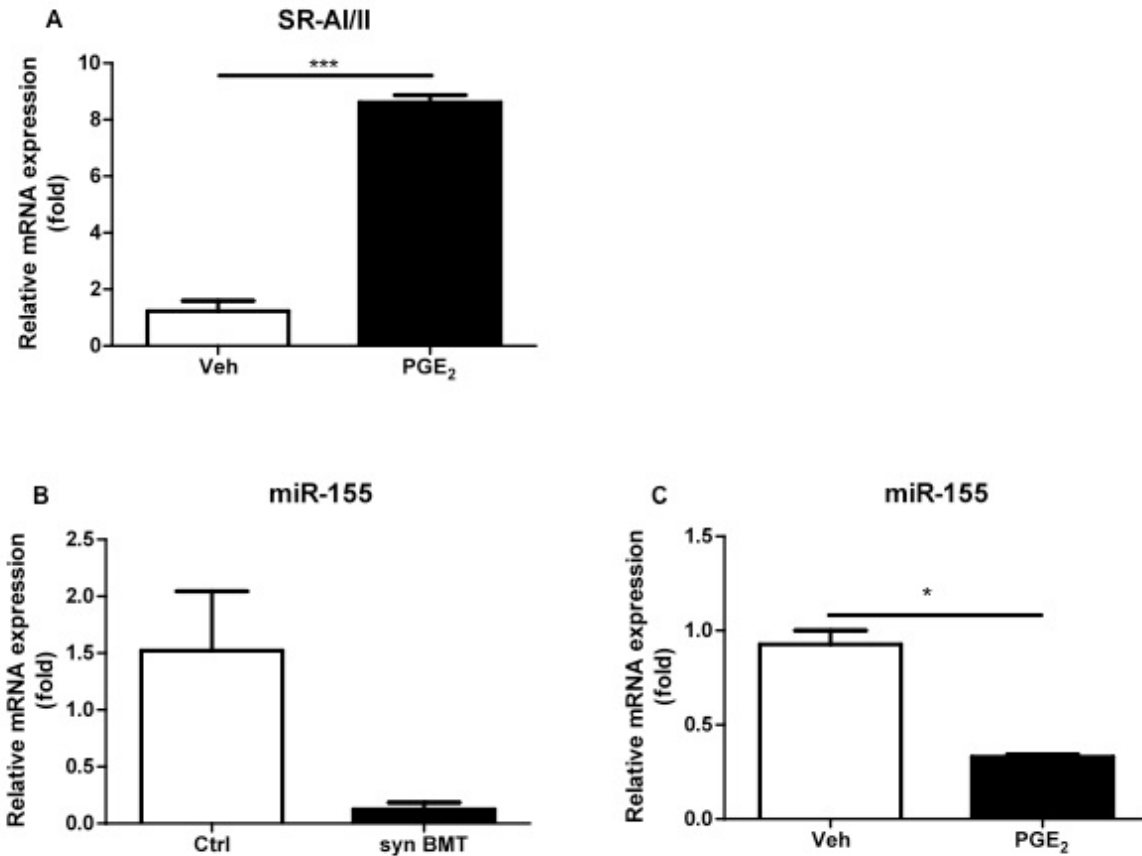 A
SR-AI/II
Relative mRNA expression
(fold)
10
8
6
4
2
0
***
Veh
PGE₂
B
miR-155
Relative mRNA expression
(fold)
2.5
2.0
1.5
1.0
0.5
0.0
Ctrl
syn BMT
C
miR-155
Relative mRNA expression
(fold)
1.5
1.0
0.5
0.0
*
Veh
PGE₂